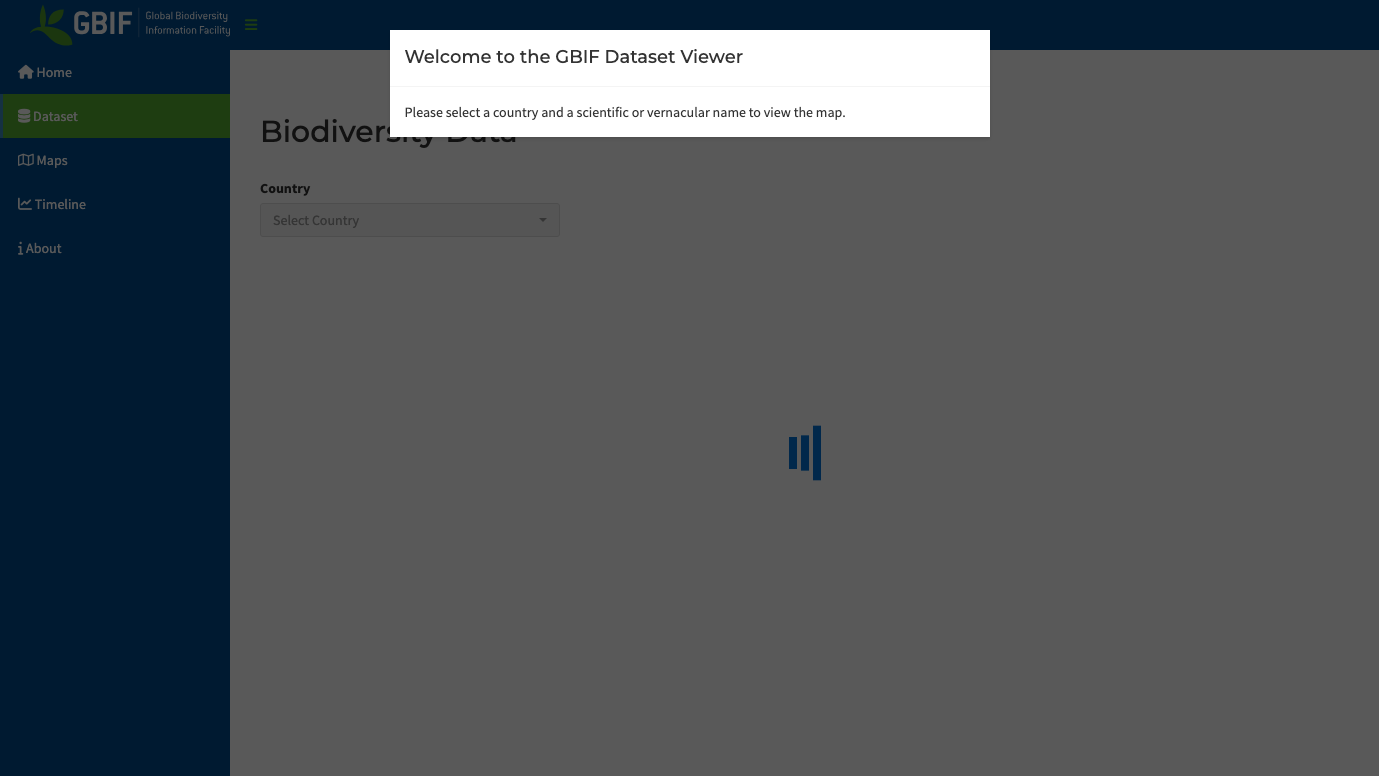 GBIF
Global Biodiversity
Information Facility
Welcome to the GBIF Dataset Viewer
Please select a country and a scientific or vernacular name to view the map.
Home
Dataset
Maps
Timeline
About
Biodiversity Data
Country
Select Country